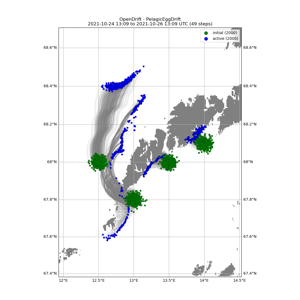 OpenDrift - PelagicEggDrift
2021-10-24 13:09 to 2021-10-26 13:09 UTC (49 steps)
initial (2000)
active (2000)
68.6°N 68.6°N
68.4°N 68.4°N
68.2°N 68.2°N
68°N 68°N
67.8°N 67.8°N
67.6°N 67.6°N
67.4°N 67.4°N
12°E 12.5°E 13°E 13.5°E 14°E 14.5°E